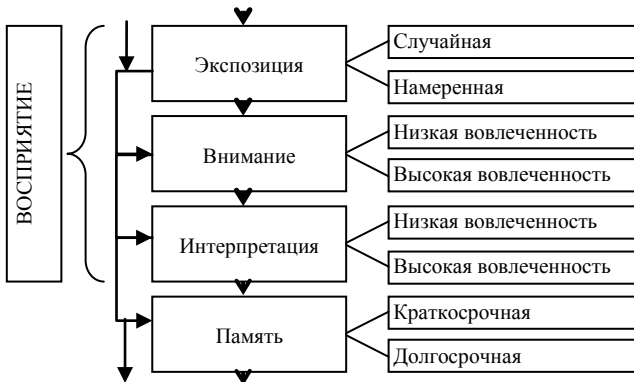 ВОСПРИЯТИЕ
Экспозиция
Случайная
Намеренная
Внимание
Низкая вовлеченность
Высокая вовлеченность
Интерпретация
Низкая вовлеченность
Высокая вовлеченность
Память
Краткосрочная
Долгосрочная